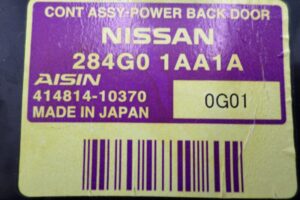 CONT ASSY-POWER BACK DOOR
NISSAN
284G0 1AA1A
AISIN
414814-10370
0G01
MADE IN JAPAN